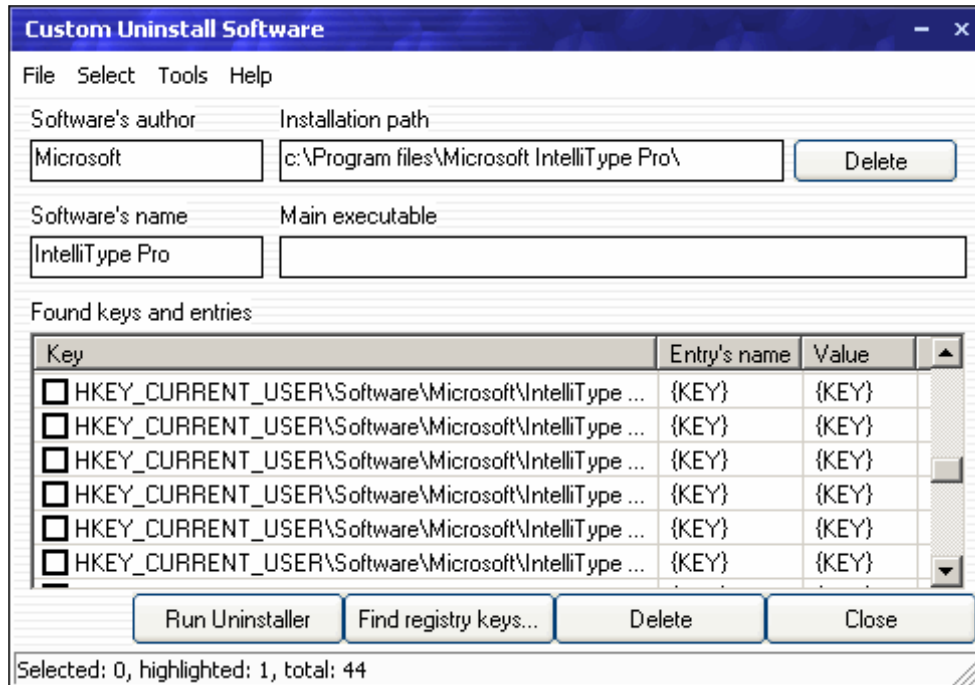 Custom Uninstall Software
File Select Tools Help
Software's author Installation path
Microsoft c:\Program files\Microsoft IntelliType Pro\ Delete
Software's name Main executable
IntelliType Pro
Found keys and entries
Key Entry's name Value
HKEY_CURRENT_USER\Software\Microsoft\IntelliType ... {KEY} {KEY}
HKEY_CURRENT_USER\Software\Microsoft\IntelliType ... {KEY} {KEY}
HKEY_CURRENT_USER\Software\Microsoft\IntelliType ... {KEY} {KEY}
HKEY_CURRENT_USER\Software\Microsoft\IntelliType ... {KEY} {KEY}
HKEY_CURRENT_USER\Software\Microsoft\IntelliType ... {KEY} {KEY}
HKEY_CURRENT_USER\Software\Microsoft\IntelliType ... {KEY} {KEY}
Run Uninstaller Find registry keys... Delete Close
Selected: 0, highlighted: 1, total: 44